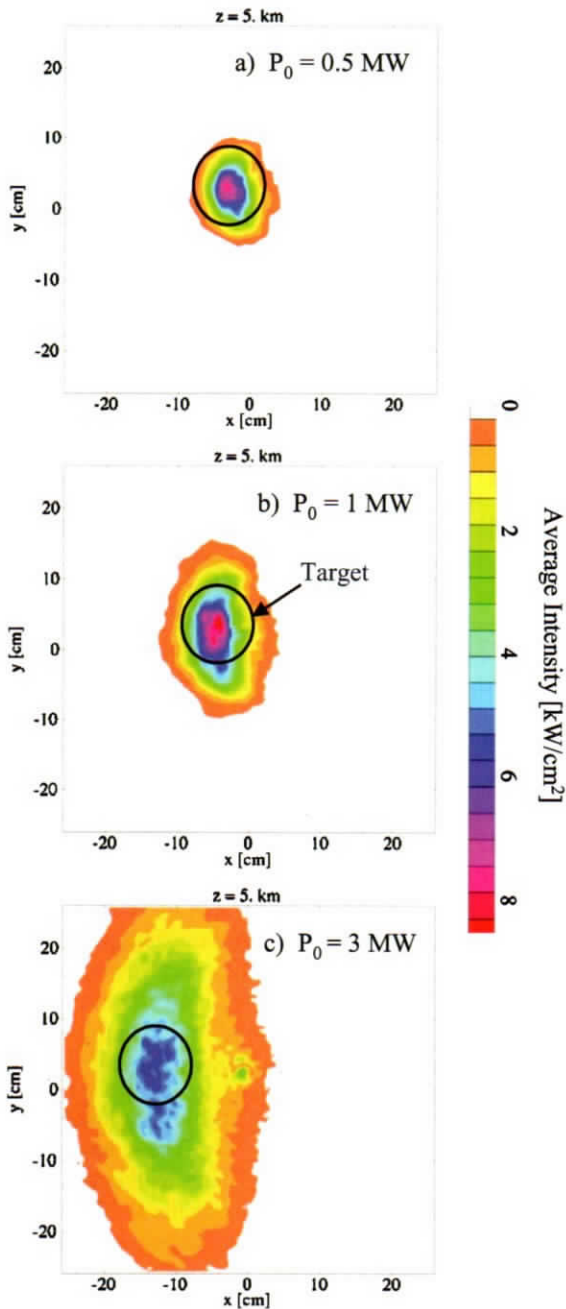 z = 5. km
a) P₀ = 0.5 MW
20
10
0
-10
-20
y [cm]
-20 -10 0 10 20
x [cm]
z = 5. km
b) P₀ = 1 MW
Target
20
10
0
-10
-20
y [cm]
-20 -10 0 10 20
x [cm]
z = 5. km
c) P₀ = 3 MW
20
10
0
-10
-20
y [cm]
-20 -10 0 10 20
x [cm]
0
2
4
6
8
Average Intensity [kW/cm²]